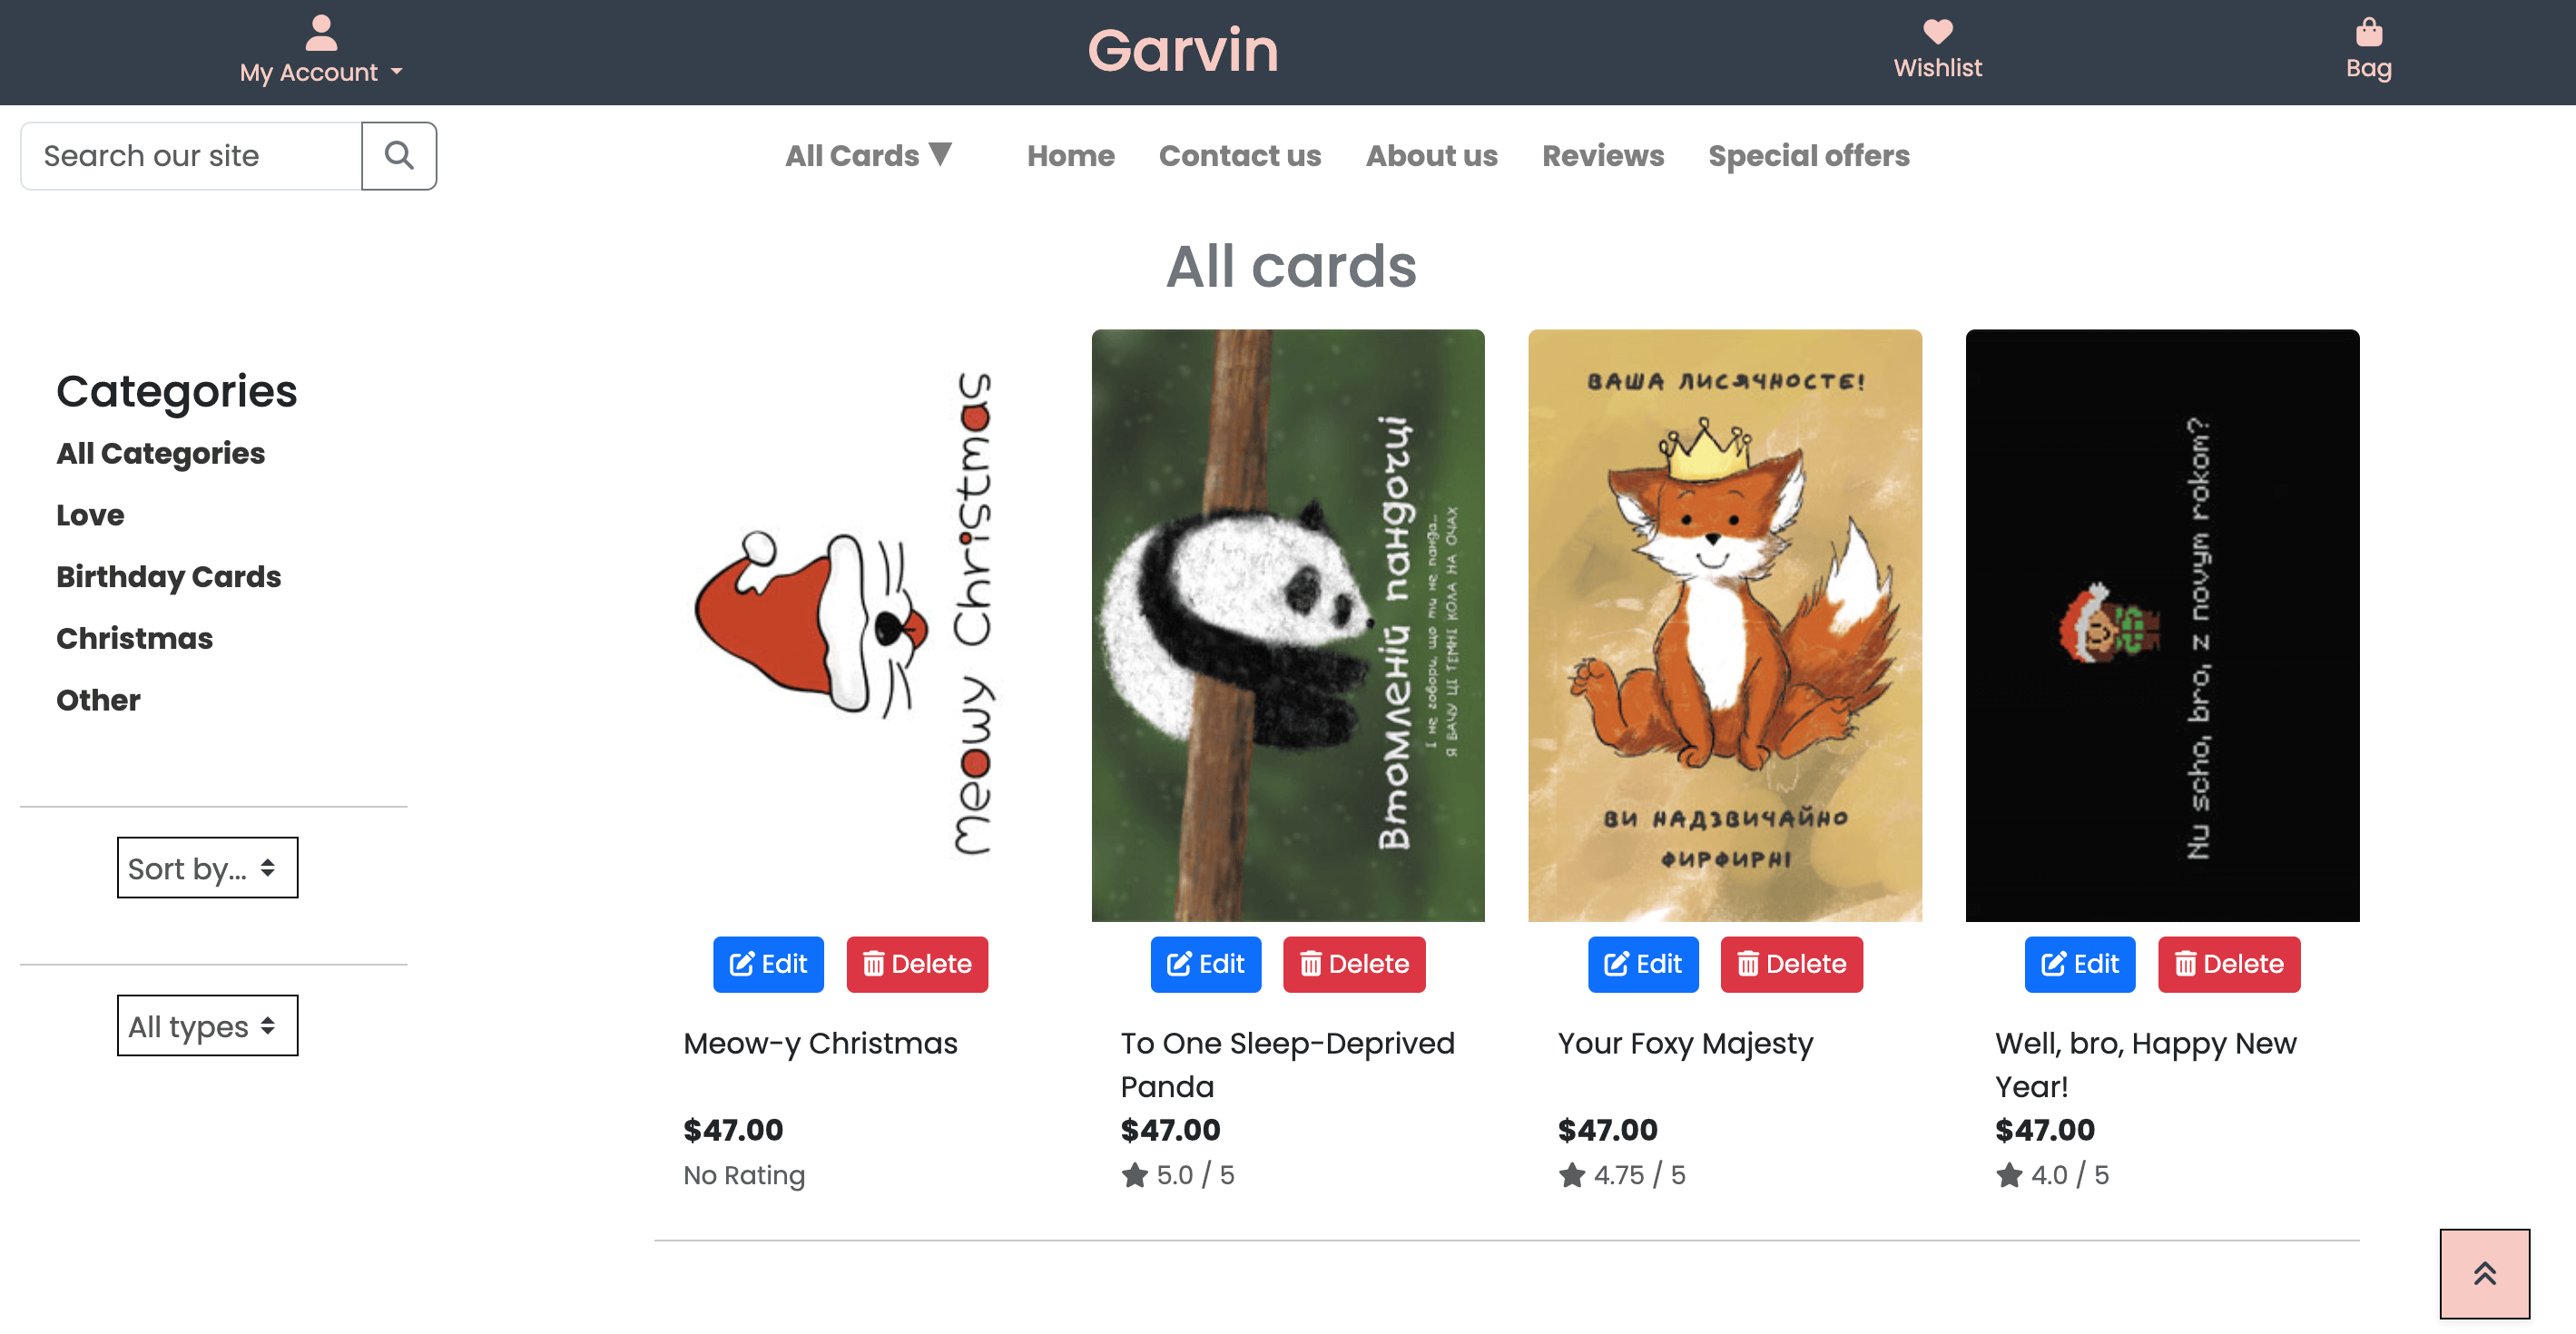 My Account
Garvin
Wishlist
Bag
Search our site
All Cards ▼
Home
Contact us
About us
Reviews
Special offers
All cards
Categories
All Categories
Love
Birthday Cards
Christmas
Other
Sort by...
All types
meowy Christmas
Втомленій пандочці
І не говори, що ти не панда...
Я БАЧУ ЦІ ТЕМНІ КОЛА НА ОЧАХ
ВАША ЛИСЯЧНОСТЕ!
ВИ НАДЗВИЧАЙНО
ФИРФИРНІ
Nu scho, bro, z novym rokom?
Edit
Delete
Edit
Delete
Edit
Delete
Edit
Delete
Meow-y Christmas
$47.00
No Rating
To One Sleep-Deprived
Panda
$47.00
5.0 / 5
Your Foxy Majesty
$47.00
4.75 / 5
Well, bro, Happy New
Year!
$47.00
4.0 / 5